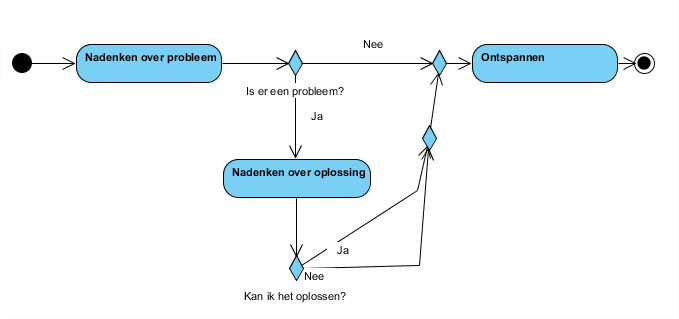 Nee
Nadenken over probleem
Ontspannen
Is er een probleem?
Ja
Nadenken over oplossing
Ja
Nee
Kan ik het oplossen?